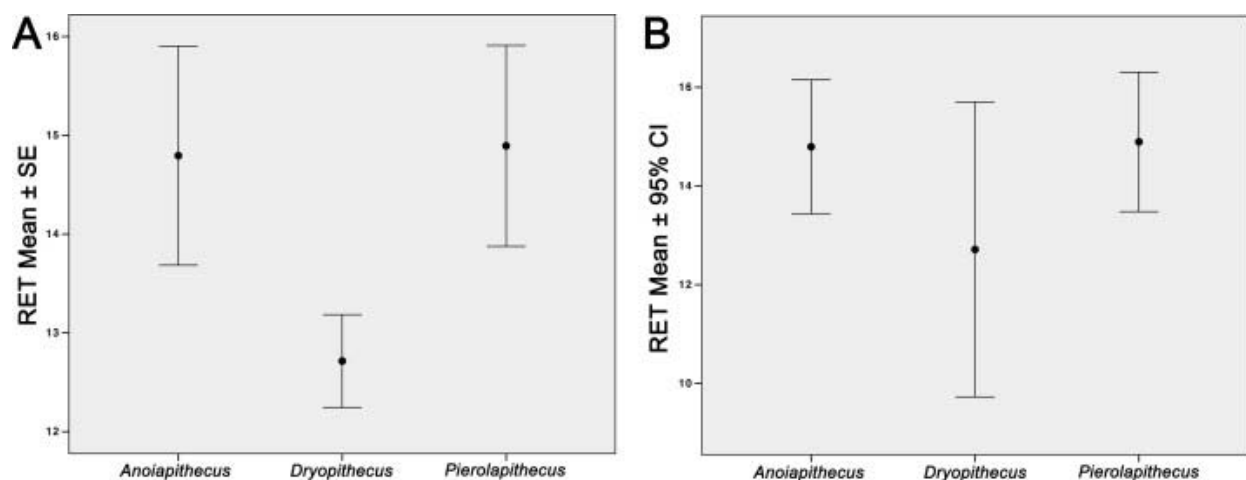 A
RET Mean ± SE
16
15
14
13
12
Anoiapithecus Dryopithecus Pierolapithecus
B
RET Mean ± 95% CI
16
14
12
10
Anoiapithecus Dryopithecus Pierolapithecus